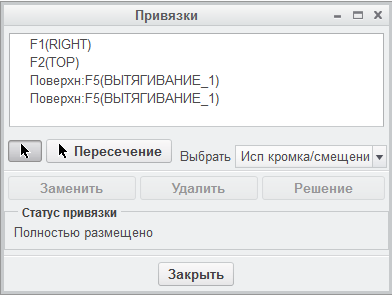 Привязки
F1(RIGHT)
F2(TOP)
Поверхн:F5(ВЫТЯГИВАНИЕ_1)
Поверхн:F5(ВЫТЯГИВАНИЕ_1)
Пересечение Выбрать Исп кромка/смещени
Заменить Удалить Решение
Статус привязки
Полностью размещено
Закрыть